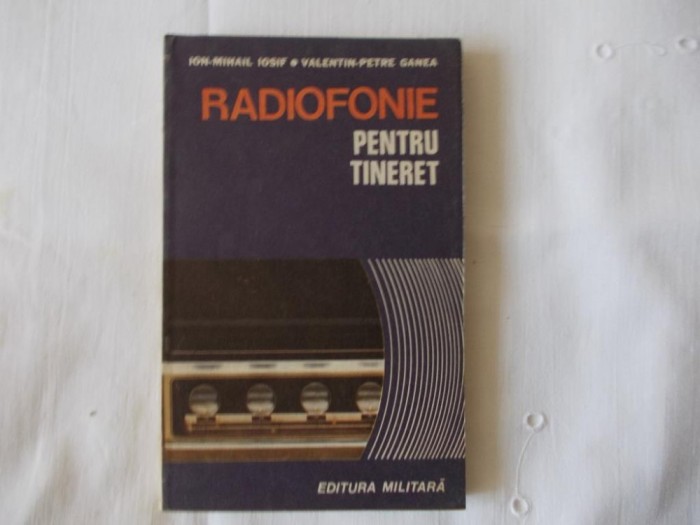 ION-MIHAIL IOSIF • VALENTIN-PETRE GANEA
RADIOFONIE
PENTRU
TINERET
EDITURA MILITARĂ